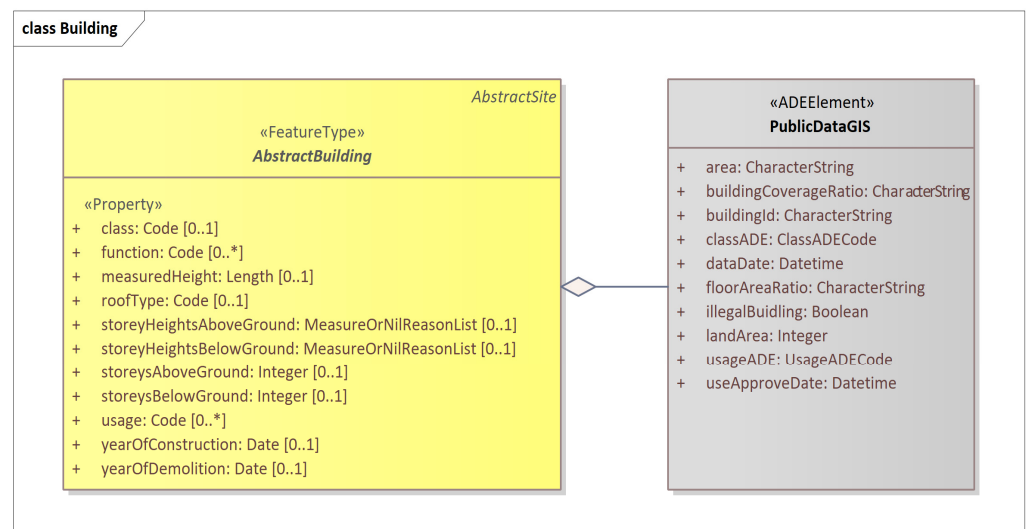 class Building
AbstractSite
«FeatureType»
AbstractBuilding
«Property»
+ class: Code [0..1]
+ function: Code [0..*]
+ measuredHeight: Length [0..1]
+ roofType: Code [0..1]
+ storeyHeightsAboveGround: MeasureOrNilReasonList [0..1]
+ storeyHeightsBelowGround: MeasureOrNilReasonList [0..1]
+ storeysAboveGround: Integer [0..1]
+ storeysBelowGround: Integer [0..1]
+ usage: Code [0..*]
+ yearOfConstruction: Date [0..1]
+ yearOfDemolition: Date [0..1]
«ADEElement»
PublicDataGIS
+ area: CharacterString
+ buildingCoverageRatio: CharacterString
+ buildingId: CharacterString
+ classADE: ClassADECode
+ dataDate: Datetime
+ floorAreaRatio: CharacterString
+ illegalBuidling: Boolean
+ landArea: Integer
+ usageADE: UsageADECode
+ useApproveDate: Datetime